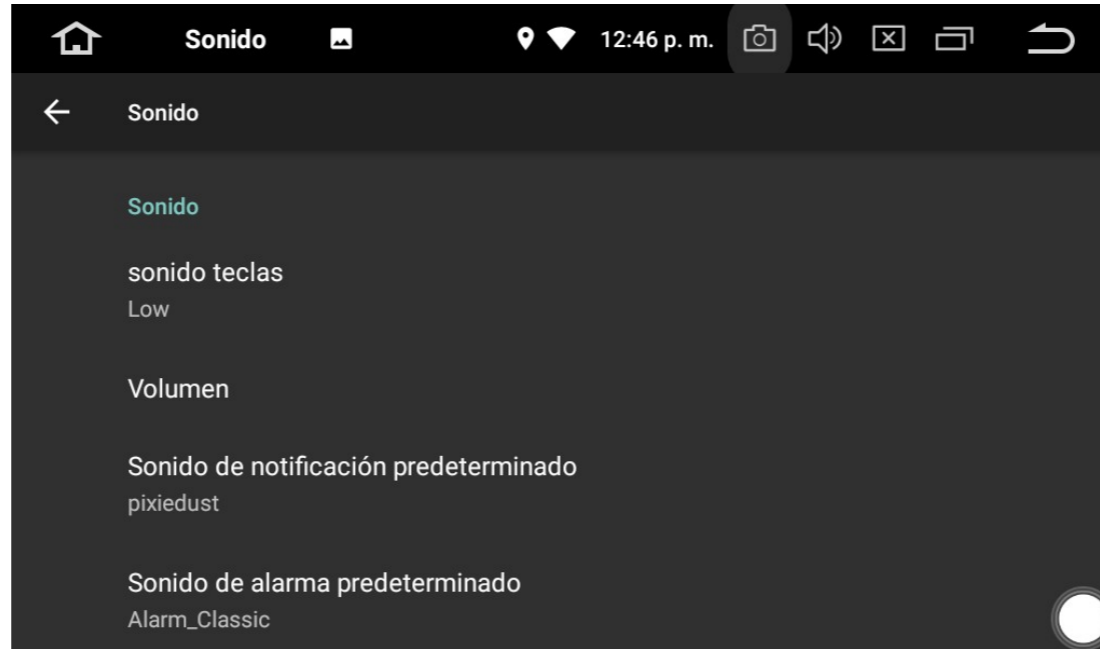 Sonido
12:46 p. m.
Sonido
Sonido
sonido teclas
Low
Volumen
Sonido de notificación predeterminado
pixiedust
Sonido de alarma predeterminado
Alarm_Classic